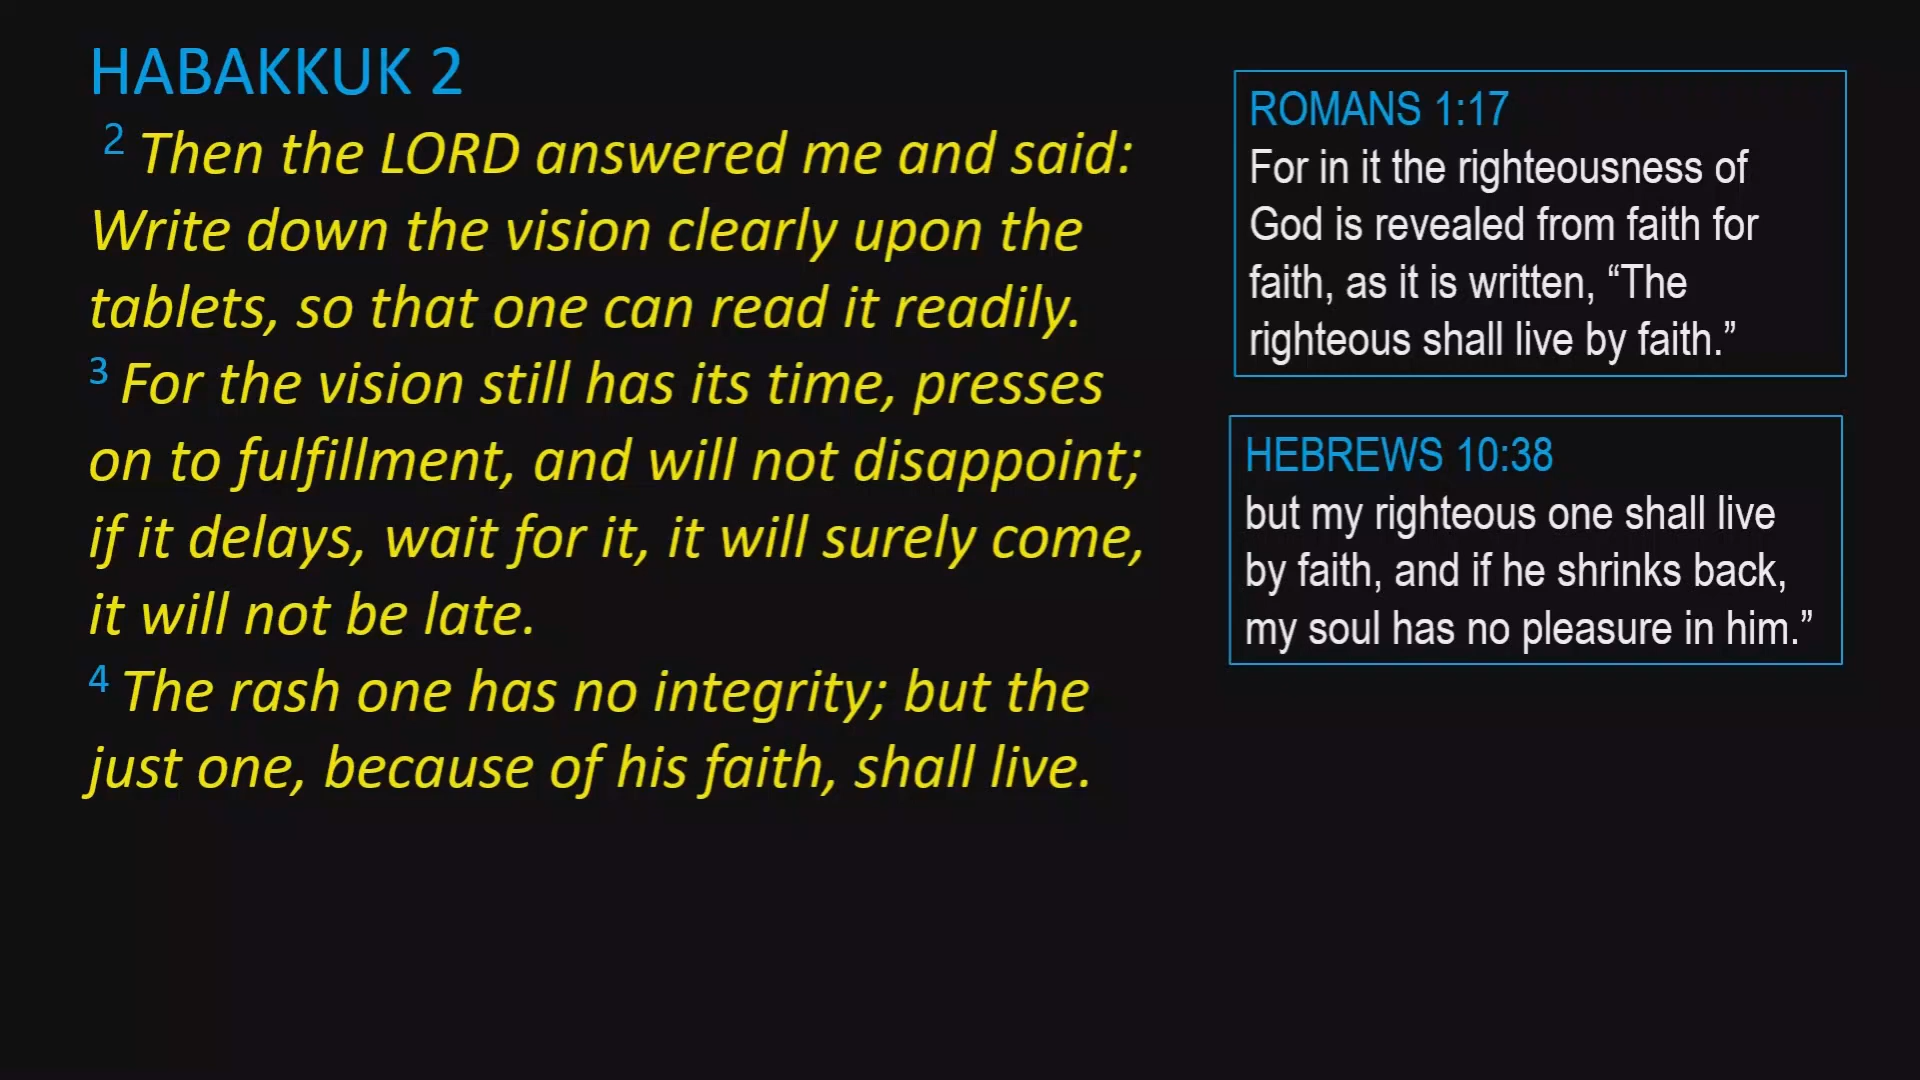 HABAKKUK 2
2 Then the LORD answered me and said:
Write down the vision clearly upon the
tablets, so that one can read it readily.
3 For the vision still has its time, presses
on to fulfillment, and will not disappoint;
if it delays, wait for it, it will surely come,
it will not be late.
4 The rash one has no integrity; but the
just one, because of his faith, shall live.
ROMANS 1:17
For in it the righteousness of
God is revealed from faith for
faith, as it is written, “The
righteous shall live by faith.”
HEBREWS 10:38
but my righteous one shall live
by faith, and if he shrinks back,
my soul has no pleasure in him.”